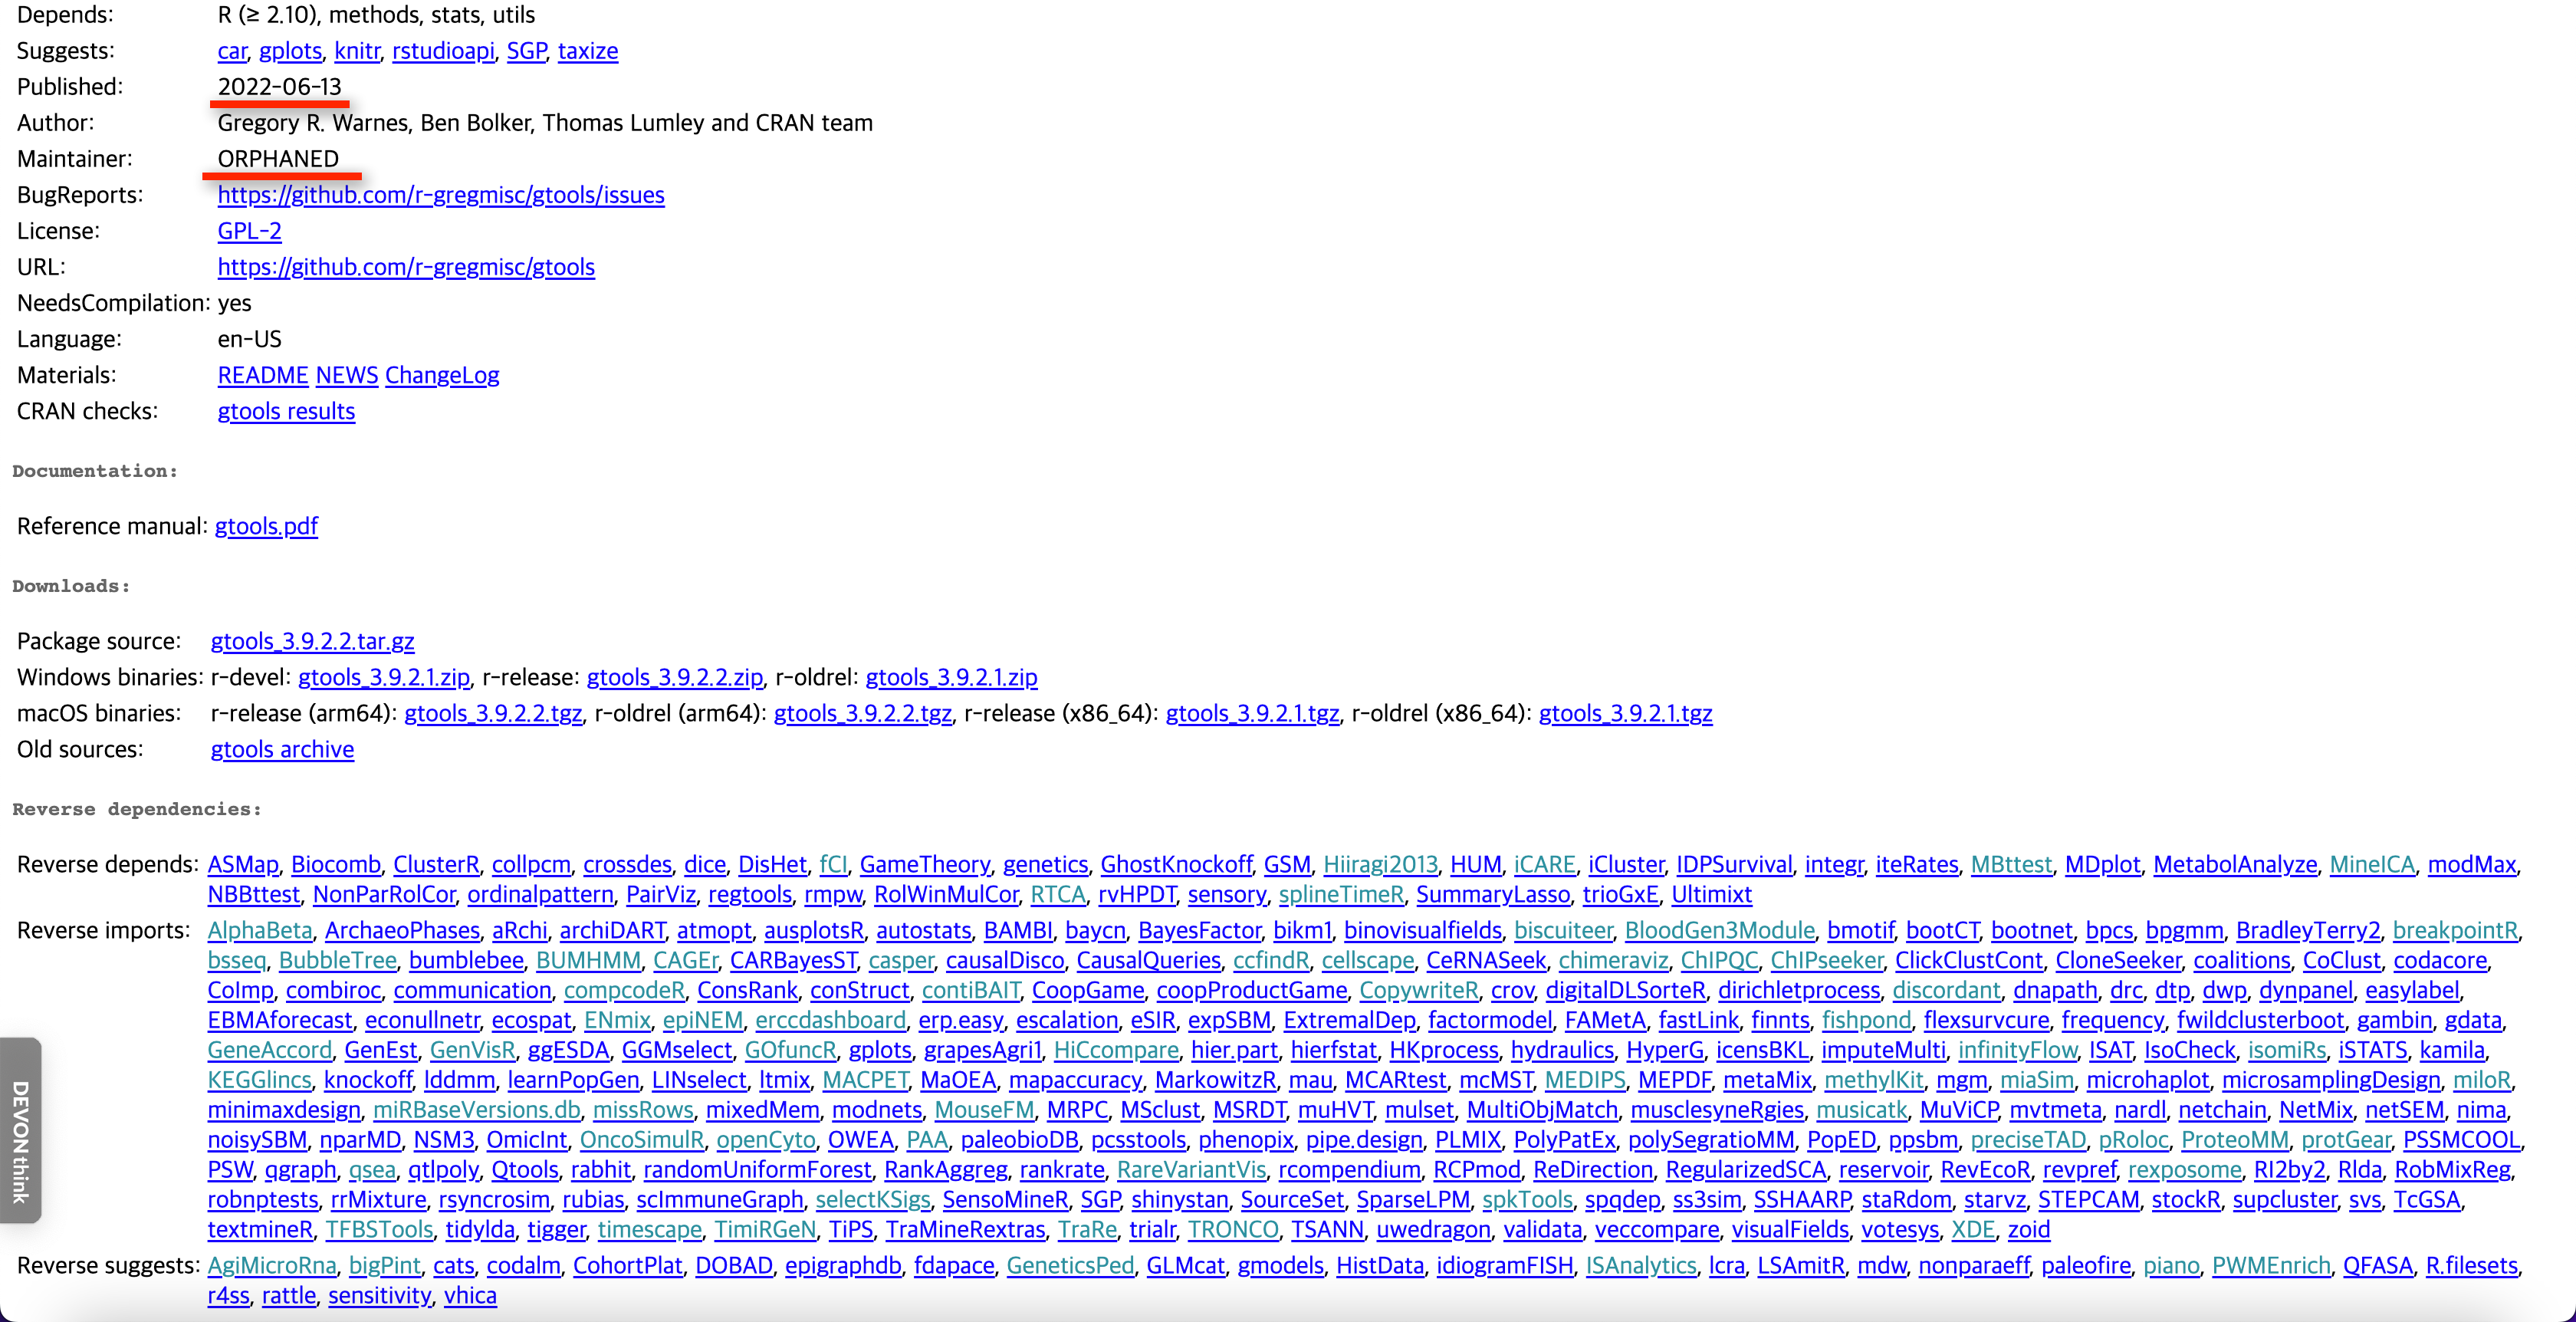 Depends: R (≥ 2.10), methods, stats, utils
Suggests: car, gplots, knitr, rstudioapi, SGP, taxize
Published: 2022-06-13
Author: Gregory R. Warnes, Ben Bolker, Thomas Lumley and CRAN team
Maintainer: ORPHANED
BugReports: https://github.com/r-gregmisc/gtools/issues
License: GPL-2
URL: https://github.com/r-gregmisc/gtools
NeedsCompilation: yes
Language: en-US
Materials: README NEWS ChangeLog
CRAN checks: gtools results
Documentation:
Reference manual: gtools.pdf
Downloads:
Package source: gtools_3.9.2.2.tar.gz
Windows binaries: r-devel: gtools_3.9.2.1.zip, r-release: gtools_3.9.2.2.zip, r-oldrel: gtools_3.9.2.1.zip
macOS binaries: r-release (arm64): gtools_3.9.2.2.tgz, r-oldrel (arm64): gtools_3.9.2.2.tgz, r-release (x86_64): gtools_3.9.2.1.tgz, r-oldrel (x86_64): gtools_3.9.2.1.tgz
Old sources: gtools archive
Reverse dependencies:
Reverse depends: ASMap, Biocomb, ClusterR, collpcm, crossdes, dice, DisHet, fCI, GameTheory, genetics, GhostKnockoff, GSM, Hiiragi2013, HUM, iCARE, iCluster, IDPSurvival, integr, iteRates, MBttest, MDplot, MetabolAnalyze, MineICA, modMax,
NBBttest, NonParRolCor, ordinalpattern, PairViz, regtools, rmpw, RolWinMulCor, RTCA, rvHPDT, sensory, splineTimeR, SummaryLasso, trioGxE, Ultimixt
Reverse imports: AlphaBeta, ArchaeoPhases, aRchi, archiDART, atmopt, ausplotsR, autostats, BAMBI, baycn, BayesFactor, bikm1, binovisualfields, biscuiteer, BloodGen3Module, bmotif, bootCT, bootnet, bpcs, bpgmm, BradleyTerry2, breakpointR,
bsseq, BubbleTree, bumblebee, BUMHMM, CAGEr, CARBayesST, casper, causalDisco, CausalQueries, ccfindR, cellscape, CeRNASeek, chimeraviz, ChIPQC, ChIPseeker, ClickClustCont, CloneSeeker, coalitions, CoClust, codacore,
CoImp, combiroc, communication, compcodeR, ConsRank, conStruct, contiBAIT, CoopGame, coopProductGame, CopywriteR, crov, digitalDLSorteR, dirichletprocess, discordant, dnapath, drc, dtp, dwp, dynpanel, easylabel,
EBMAforecast, econullnetr, ecospat, ENmix, epiNEM, erccdashboard, erp.easy, escalation, eSIR, expSBM, ExtremalDep, factormodel, FAMetA, fastLink, finnts, fishpond, flexsurvcure, frequency, fwildclusterboot, gambin, gdata,
GeneAccord, GenEst, GenVisR, ggESDA, GGMselect, GOfuncR, gplots, grapesAgri1, HiCcompare, hier.part, hierfstat, HKprocess, hydraulics, HyperG, icensBKL, imputeMulti, infinityFlow, ISAT, IsoCheck, isomiRs, iSTATS, kamila,
KEGGlincs, knockoff, lddmm, learnPopGen, LINselect, ltmix, MACPET, MaOEA, mapaccuracy, MarkowitzR, mau, MCARtest, mcMST, MEDIPS, MEPDF, metaMix, methylKit, mgm, miaSim, microhaplot, microsamplingDesign, miloR,
minimaxdesign, miRBaseVersions.db, missRows, mixedMem, modnets, MouseFM, MRPC, MSclust, MSRDT, muHVT, mulset, MultiObjMatch, musclesyneRgies, musicatk, MuViCP, mvtmeta, nardl, netchain, NetMix, netSEM, nima,
noisySBM, nparMD, NSM3, OmicInt, OncoSimulR, openCyto, OWEA, PAA, paleobioDB, pcsstools, phenopix, pipe.design, PLMIX, PolyPatEx, polySegratioMM, PopED, ppsbm, preciseTAD, pRoloc, ProteoMM, protGear, PSSMCOOL,
PSW, qgraph, qsea, qtlpoly, Qtools, rabhit, randomUniformForest, RankAggreg, rankrate, RareVariantVis, rcompendium, RCPmod, ReDirection, RegularizedSCA, reservoir, RevEcoR, revpref, rexposome, RI2by2, Rlda, RobMixReg,
robnptests, rrMixture, rsyncrosim, rubias, scImmuneGraph, selectKSigs, SensoMineR, SGP, shinystan, SourceSet, SparseLPM, spkTools, spqdep, ss3sim, SSHAARP, staRdom, starvz, STEPCAM, stockR, supcluster, svs, TcGSA,
textmineR, TFBSTools, tidylda, tigger, timescape, TimiRGeN, TiPS, TraMineRextras, TraRe, trialr, TRONCO, TSANN, uwedragon, validata, veccompare, visualFields, votesys, XDE, zoid
Reverse suggests: AgiMicroRna, bigPint, cats, codalm, CohortPlat, DOBAD, epigraphdb, fdapace, GeneticsPed, GLMcat, gmodels, HistData, idiogramFISH, ISAnalytics, lcra, LSAmitR, mdw, nonparaeff, paleofire, piano, PWMEnrich, QFASA, R.filesets,
r4ss, rattle, sensitivity, vhica
DEVONthink